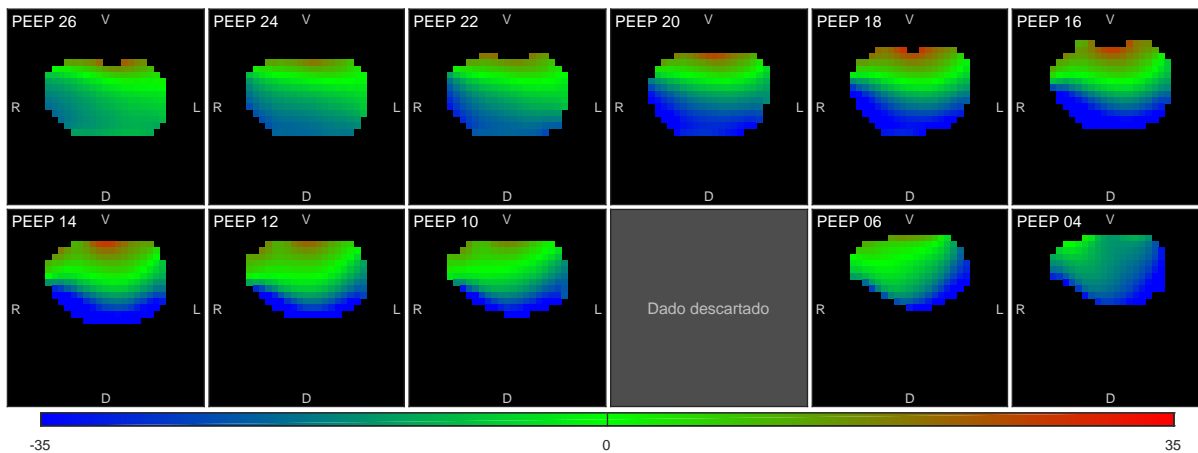 PEEP 26 V
R L
D
PEEP 24 V
R L
D
PEEP 22 V
R L
D
PEEP 20 V
R L
D
PEEP 18 V
R L
D
PEEP 16 V
R L
D
PEEP 14 V
R L
D
PEEP 12 V
R L
D
PEEP 10 V
R L
D
Dado descartado
PEEP 06 V
R L
D
PEEP 04 V
R L
D
-35 0 35